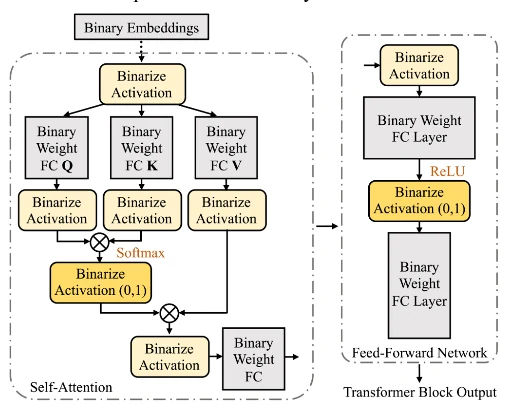 Binary Embeddings
Binarize
Activation
Binary
Weight
FC Q
Binary
Weight
FC K
Binary
Weight
FC V
Binarize
Activation
Binarize
Activation
Binarize
Activation
Softmax
Binarize
Activation (0,1)
Binarize
Activation
Binary
Weight
FC
Self-Attention
Binarize
Activation
Binary Weight
FC Layer
ReLU
Binarize
Activation (0,1)
Binary
Weight
FC Layer
Feed-Forward Network
Transformer Block Output